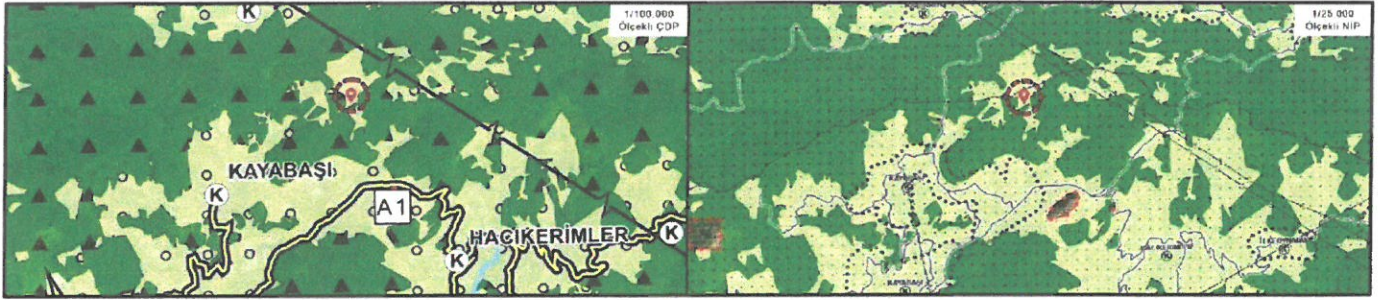 K
1/100.000
Ölçekli ÇDP
KAYABAŞI
K
A1
HACIKERİMLER
K
K
1/25.000
Ölçekli NİP